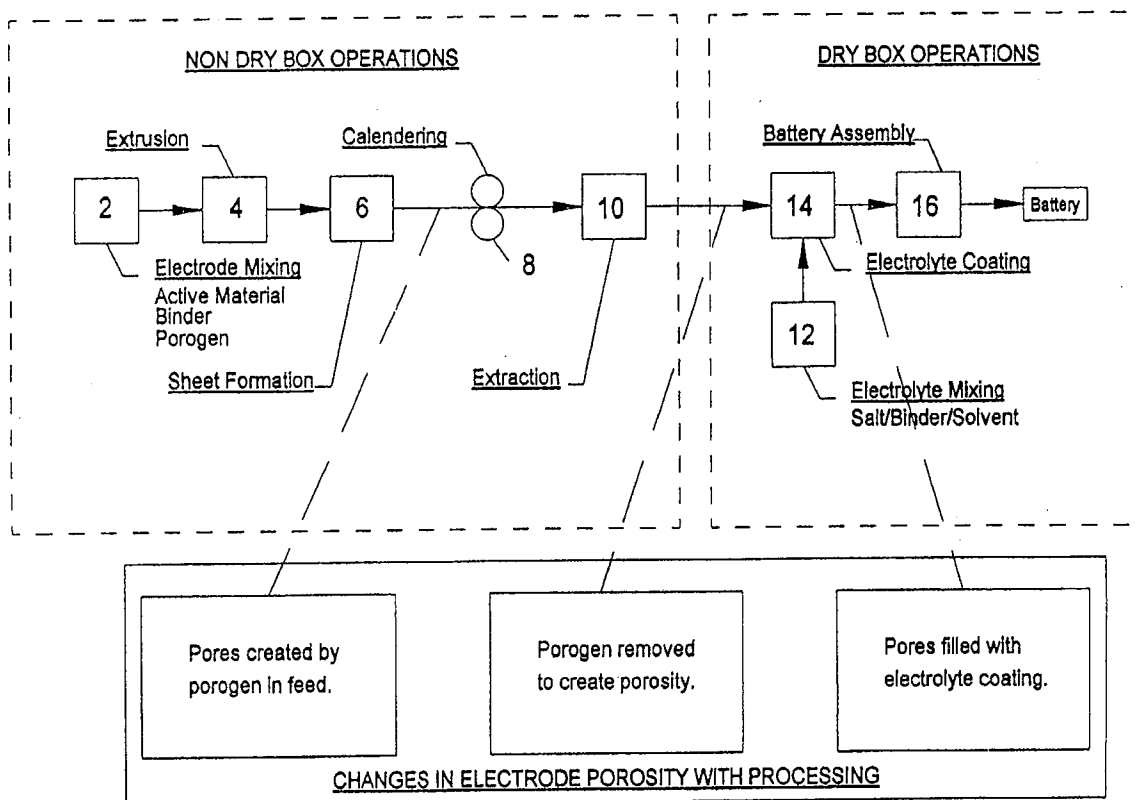 NON DRY BOX OPERATIONS
DRY BOX OPERATIONS
Extrusion
Calendering
Battery Assembly
2
4
6
8
10
14
16
Battery
Electrode Mixing
Active Material
Binder
Porogen
Sheet Formation
Extraction
Electrolyte Coating
12
Electrolyte Mixing
Salt/Binder/Solvent
Pores created by
porogen in feed.
Porogen removed
to create porosity.
Pores filled with
electrolyte coating.
CHANGES IN ELECTRODE POROSITY WITH PROCESSING